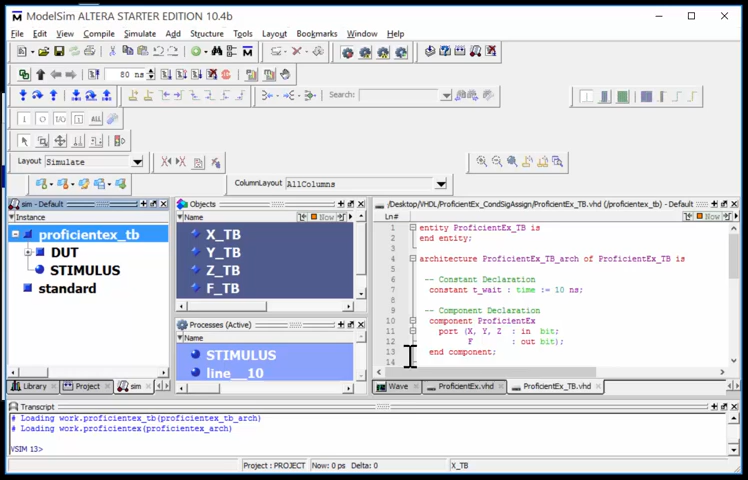 ModelSim ALTERA STARTER EDITION 10.4b
File Edit View Compile Simulate Add Structure Tools Layout Bookmarks Window Help
80 ns
Search:
ALL
Layout Simulate
ColumnLayout AllColumns
sim - Default
Instance
proficientex_tb
DUT
STIMULUS
standard
Library Project sim
Objects
Name Now
X_TB
Y_TB
Z_TB
F_TB
Processes (Active)
Name
STIMULUS
line__10
/Desktop/VHDL/ProficientEx_CondSigAssign/ProficientEx_TB.vhd (/proficientex_tb) - Default
Ln# Now
1 entity ProficientEx_TB is
2 end entity;
3
4 architecture ProficientEx_TB_arch of ProficientEx_TB is
5
6 -- Constant Declaration
7 constant t_wait : time := 10 ns;
8
9 -- Component Declaration
10 component ProficientEx
11 port (X, Y, Z : in bit;
12 F : out bit);
13 end component;
14
Wave ProficientEx.vhd ProficientEx_TB.vhd
Transcript
# Loading work.proficientex_tb(proficientex_tb_arch)
# Loading work.proficientex(proficientex_arch)
VSIM 13>
Project : PROJECT Now: 0 ps Delta: 0 X_TB